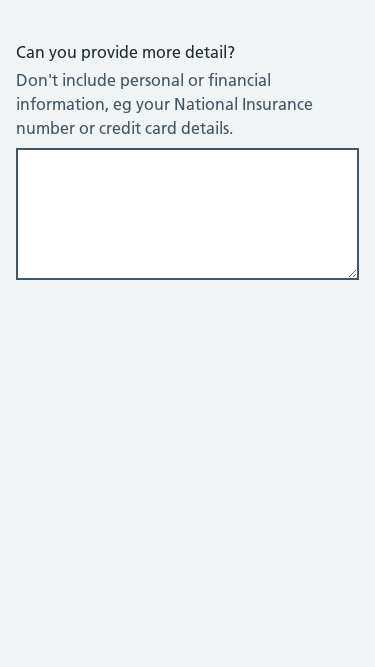 Can you provide more detail?
Don't include personal or financial
information, eg your National Insurance
number or credit card details.